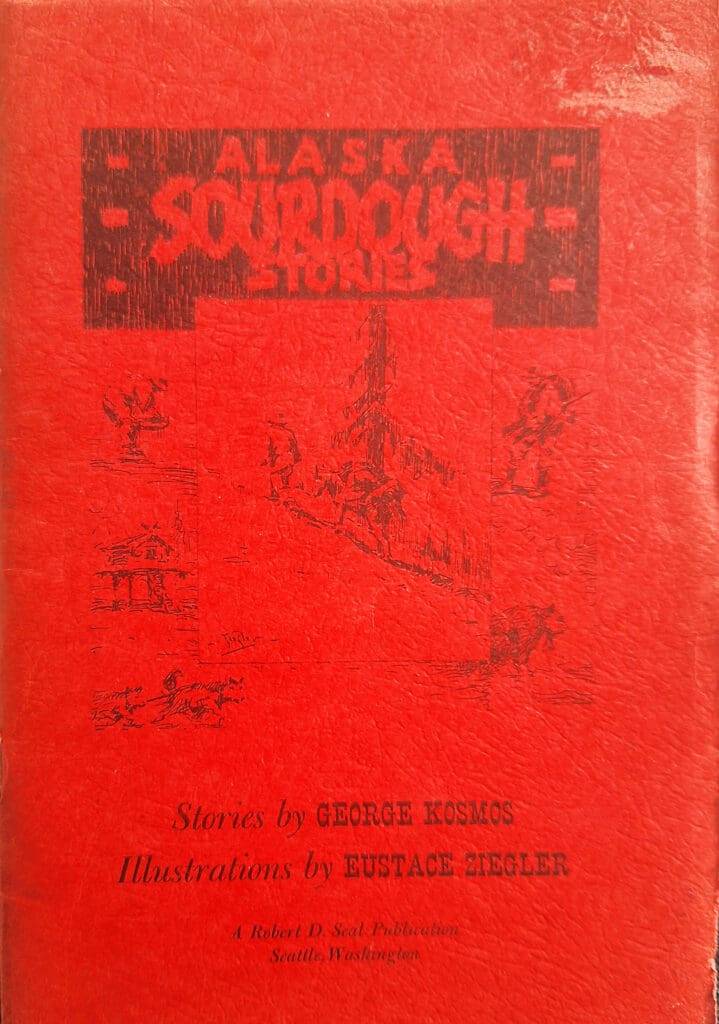 ALASKA
SOURDOUGH
STORIES
Stories by GEORGE KOSMOS
Illustrations by EUSTACE ZIEGLER
A Robert D. Seal Publication
Seattle, Washington